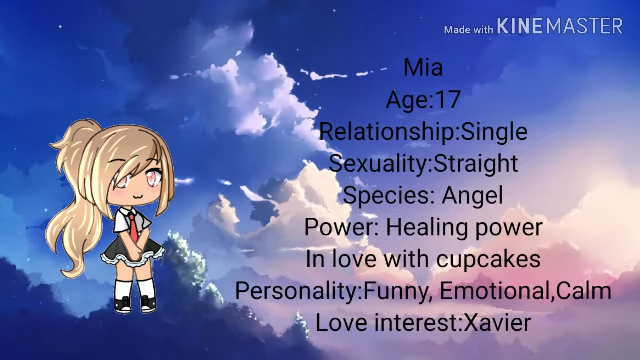 Made with KINEMASTER
Mia
Age:17
Relationship:Single
Sexuality:Straight
Species: Angel
Power: Healing power
In love with cupcakes
Personality:Funny, Emotional,Calm
Love interest:Xavier